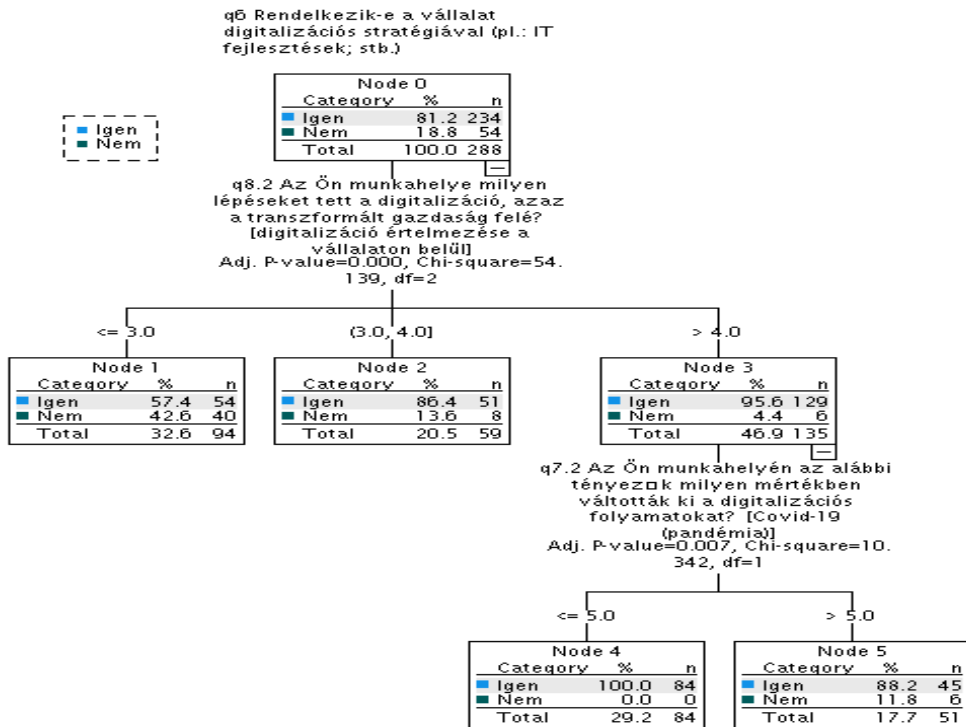 q6 Rendelkezik-e a vállalat
digitalizációs stratégiával (pl.: IT
fejlesztések; stb.)
Node 0
Category % n
Igen 81.2 234
Nem 18.8 54
Total 100.0 288
Igen
Nem
q8.2 Az Ön munkahelye milyen
lépéseket tett a digitalizáció, azaz
a transzformált gazdaság felé?
[digitalizáció értelmezése a
vállalaton belül]
Adj. P-value=0.000, Chi-square=54.
139, df=2
<= 3.0
(3.0, 4.0]
> 4.0
Node 1
Category % n
Igen 57.4 54
Nem 42.6 40
Total 32.6 94
Node 2
Category % n
Igen 86.4 51
Nem 13.6 8
Total 20.5 59
Node 3
Category % n
Igen 95.6 129
Nem 4.4 6
Total 46.9 135
q7.2 Az Ön munkahelyén az alábbi
tényez□k milyen mértékben
váltották ki a digitalizációs
folyamatokat? [Covid-19
(pandémia)]
Adj. P-value=0.007, Chi-square=10.
342, df=1
<= 5.0
> 5.0
Node 4
Category % n
Igen 100.0 84
Nem 0.0 0
Total 29.2 84
Node 5
Category % n
Igen 88.2 45
Nem 11.8 6
Total 17.7 51